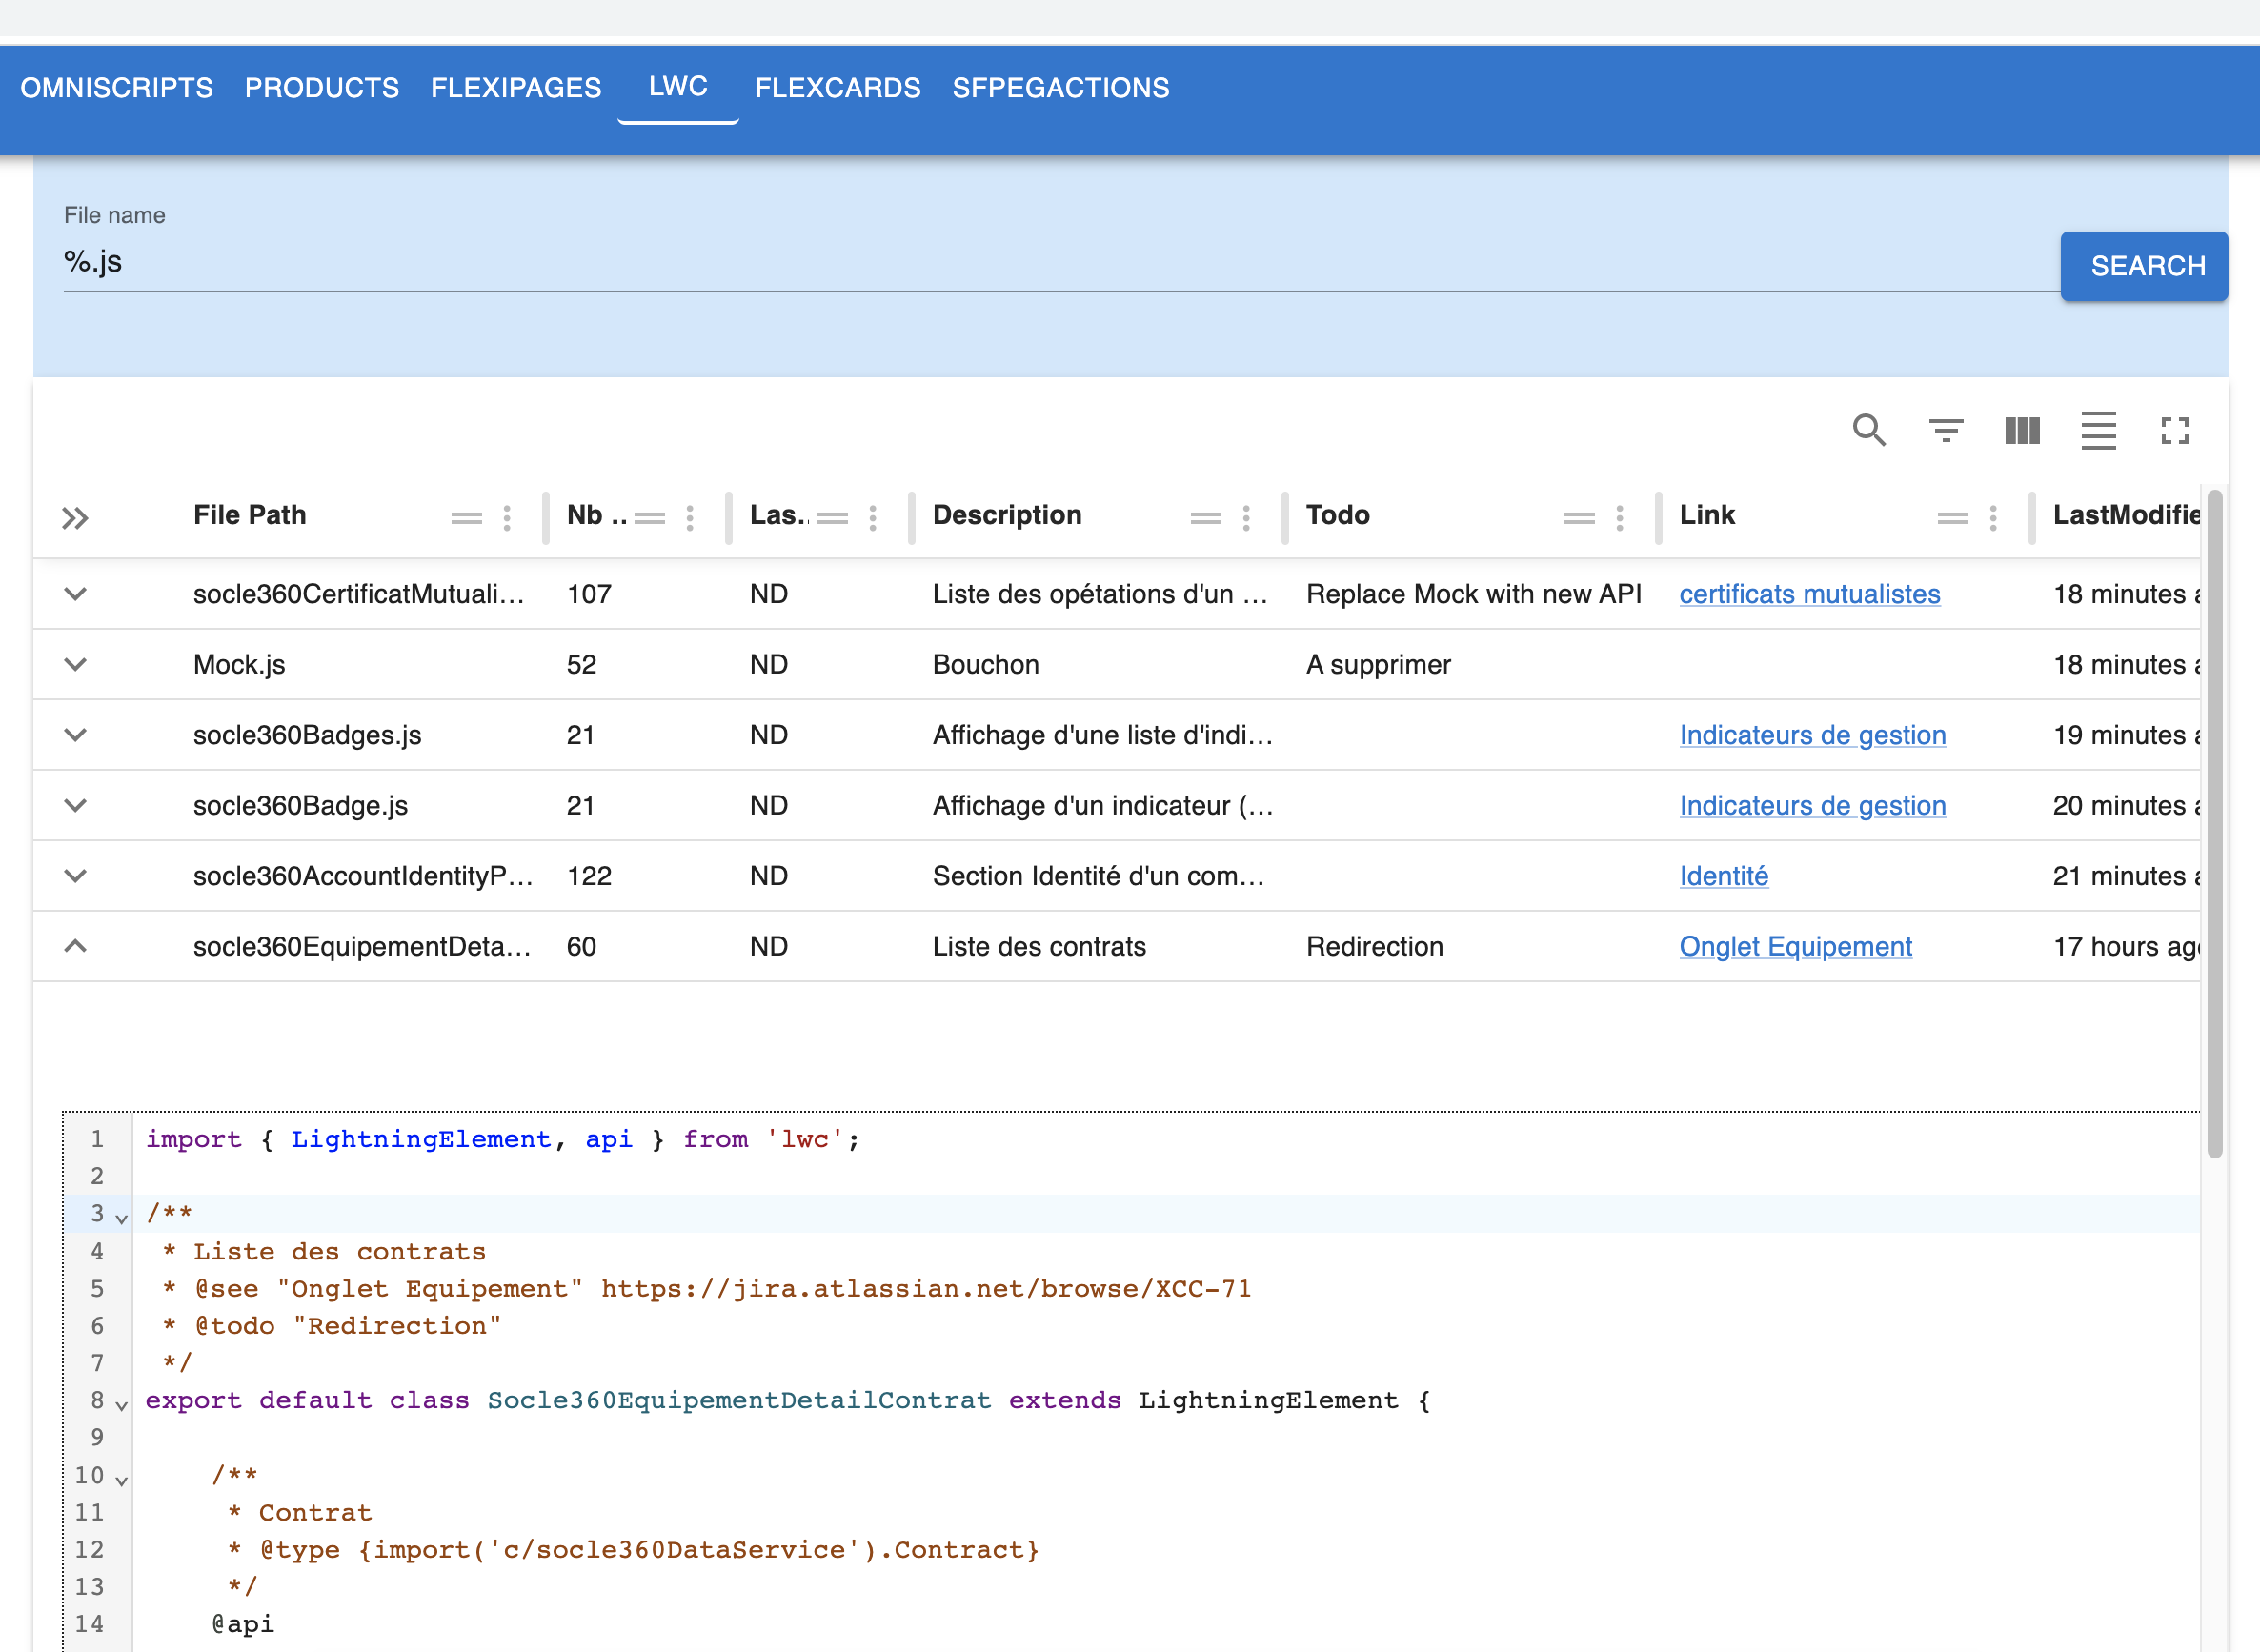 OMNISCRIPTS PRODUCTS FLEXIPAGES LWC FLEXCARDS SFPEGACTIONS
File name
%.js
SEARCH
File Path Nb .. Las.. Description Todo Link LastModifie
socle360CertificatMutuali... 107 ND Liste des opétations d'un ... Replace Mock with new API certificats mutualistes 18 minutes a
Mock.js 52 ND Bouchon A supprimer 18 minutes a
socle360Badges.js 21 ND Affichage d'une liste d'indi... Indicateurs de gestion 19 minutes a
socle360Badge.js 21 ND Affichage d'un indicateur (... Indicateurs de gestion 20 minutes a
socle360AccountIdentityP... 122 ND Section Identité d'un com... Identité 21 minutes a
socle360EquipementDeta... 60 ND Liste des contrats Redirection Onglet Equipement 17 hours ago
1 import { LightningElement, api } from 'lwc';
2
3 /**
4 * Liste des contrats
5 * @see "Onglet Equipement" https://jira.atlassian.net/browse/XCC-71
6 * @todo "Redirection"
7 */
8 export default class Socle360EquipementDetailContrat extends LightningElement {
9
10 /**
11 * Contrat
12 * @type {import('c/socle360DataService').Contract}
13 */
14 @api